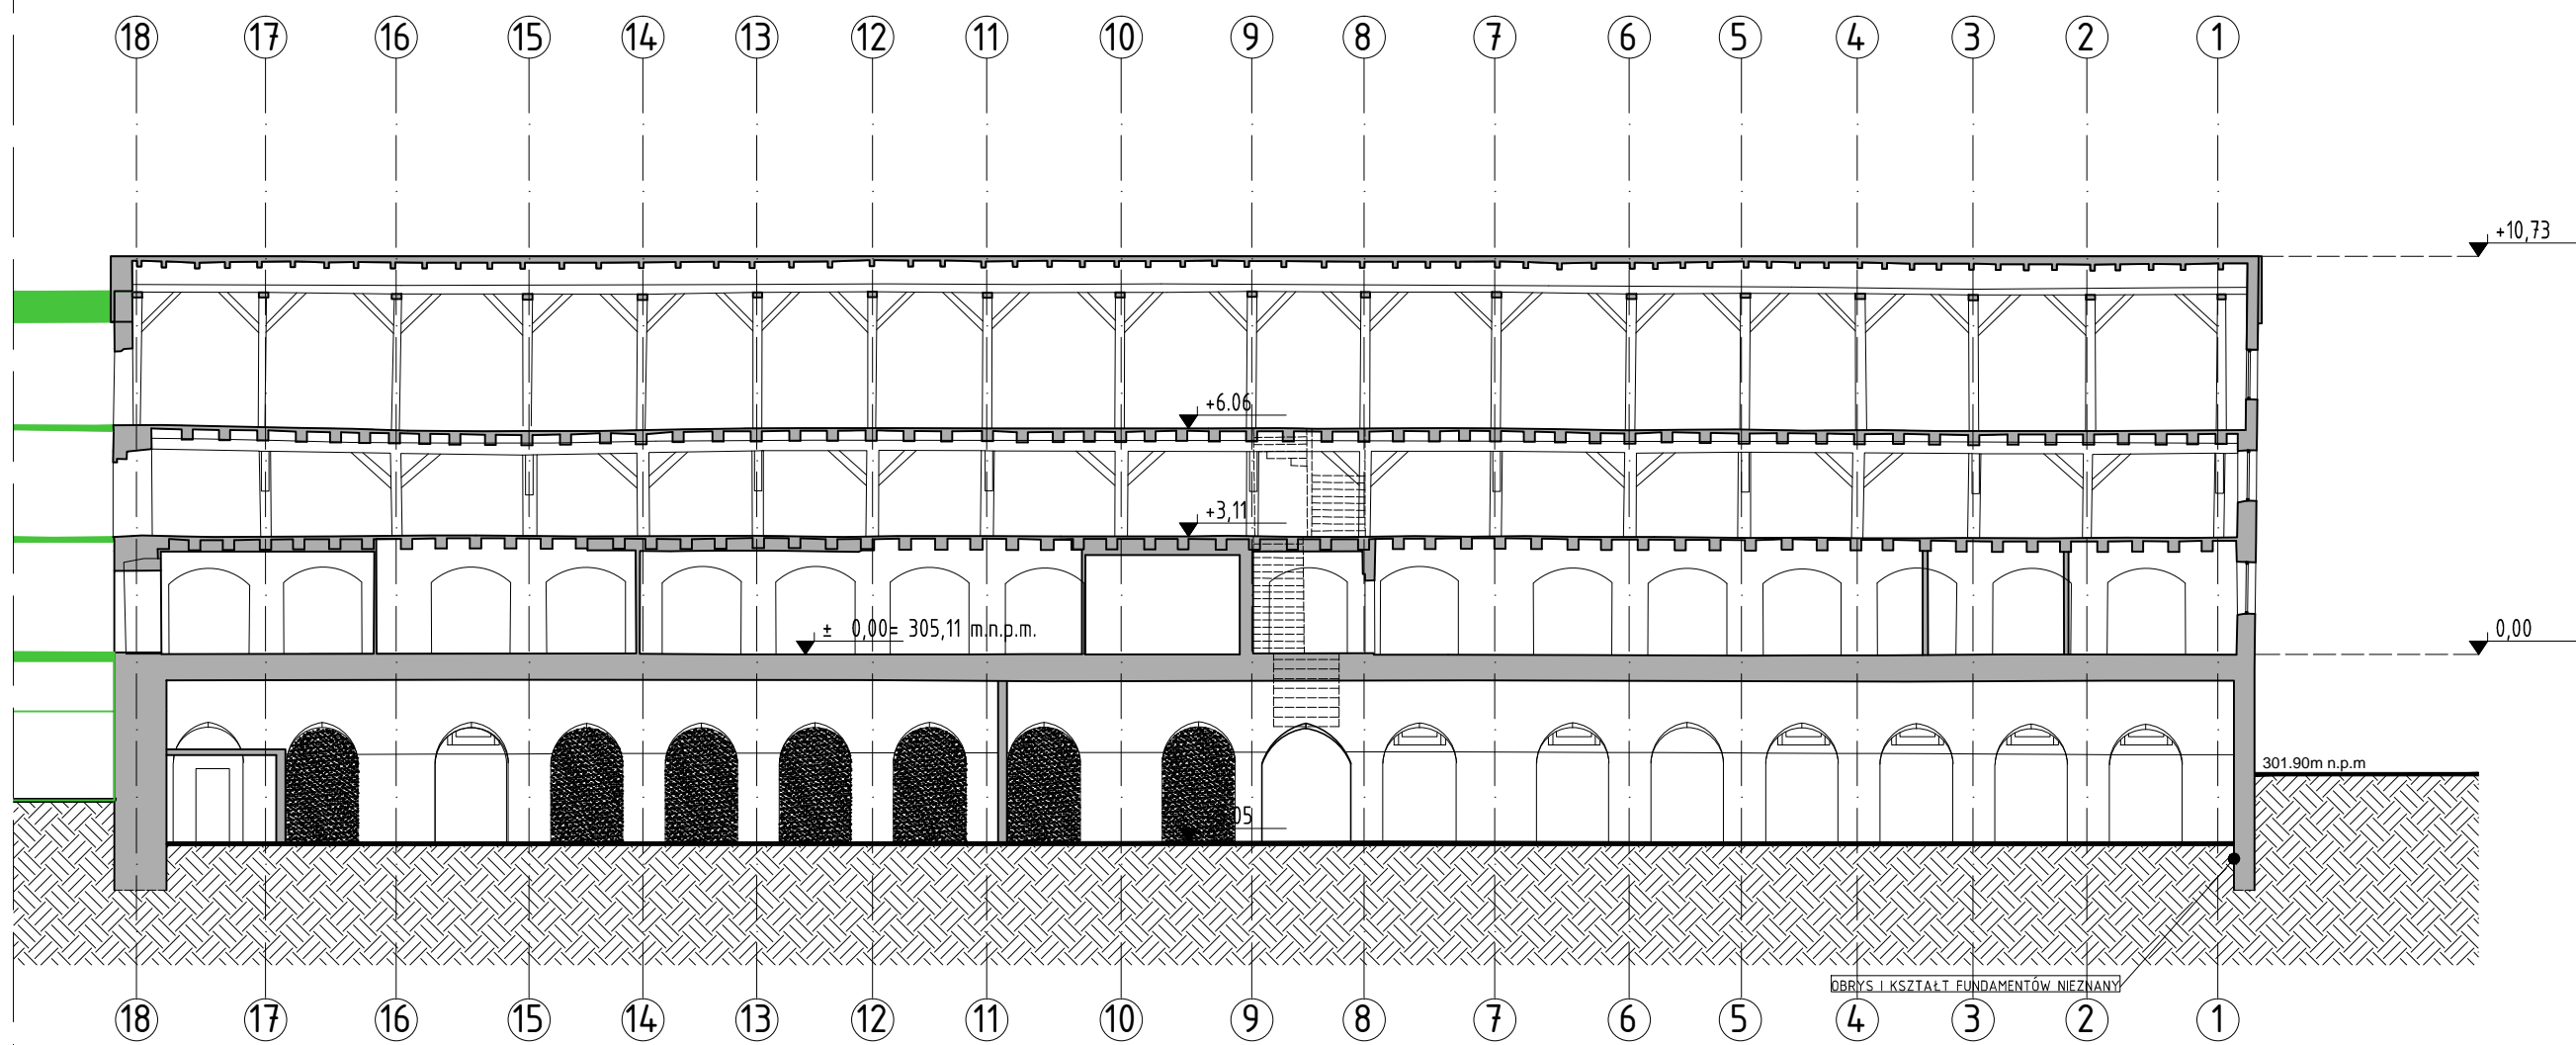 18 17 16 15 14 13 12 11 10 9 8 7 6 5 4 3 2 1
+10,73
+6.06
+3,11
± 0,00= 305,11 m.n.p.m.
0,00
301.90m n.p.m
05
OBRYS I KSZTAŁT FUNDAMENTÓW NIEZNANY
18 17 16 15 14 13 12 11 10 9 8 7 6 5 4 3 2 1